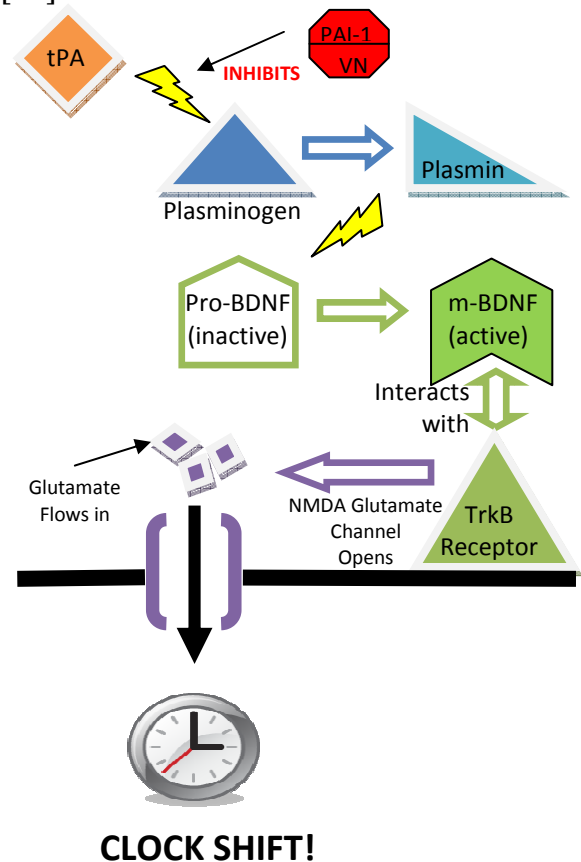 tPA
PAI-1
VN
INHIBITS
Plasminogen
Plasmin
Pro-BDNF
(inactive)
m-BDNF
(active)
Interacts
with
Glutamate
Flows in
NMDA Glutamate
Channel
Opens
TrkB
Receptor
CLOCK SHIFT!